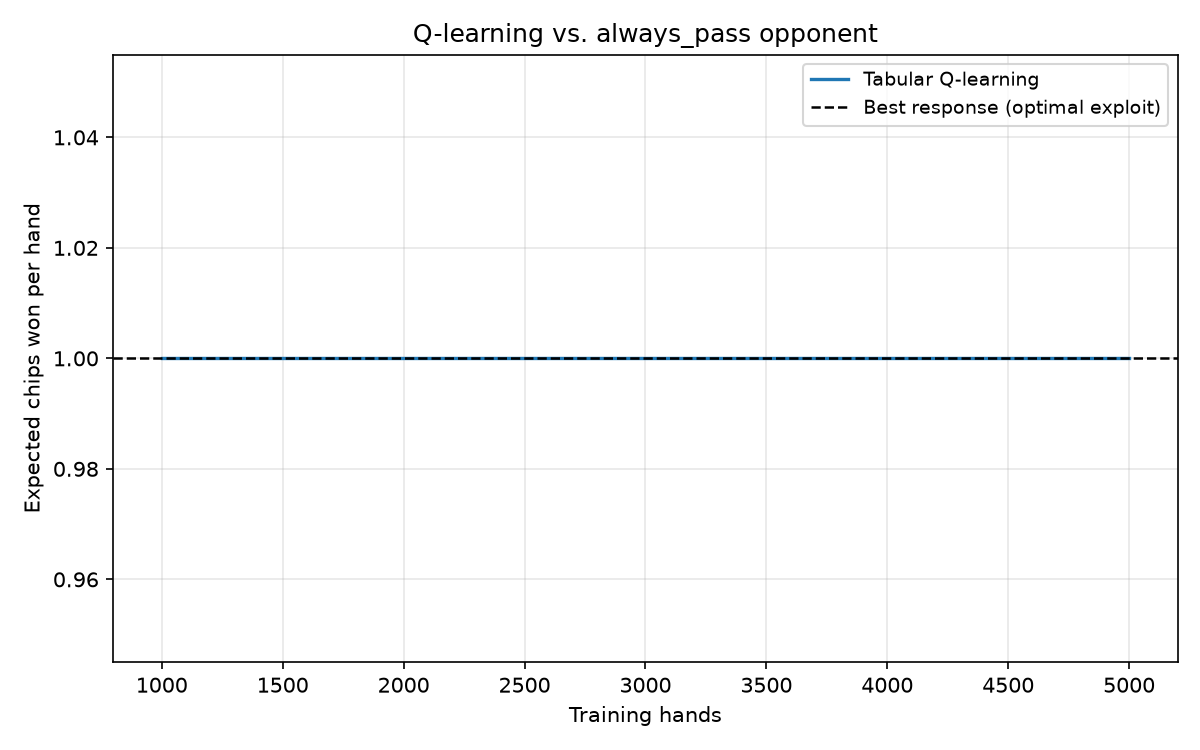 Q-learning vs. always_pass opponent
Tabular Q-learning
Best response (optimal exploit)
Expected chips won per hand
1.04
1.02
1.00
0.98
0.96
1000 1500 2000 2500 3000 3500 4000 4500 5000
Training hands